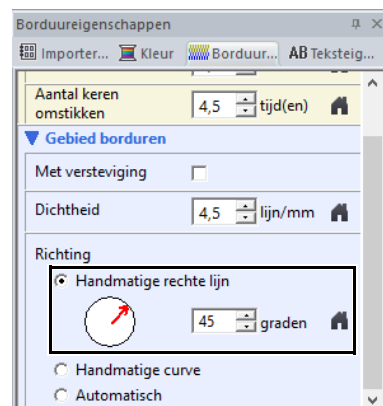 Borduureigenschappen
Importer... Kleur Borduur... AB Teksteig...
Aantal keren
omstikken 4,5 tijd(en)
Gebied borduren
Met versteviging
Dichtheid 4,5 lijn/mm
Richting
Handmatige rechte lijn
45 graden
Handmatige curve
Automatisch